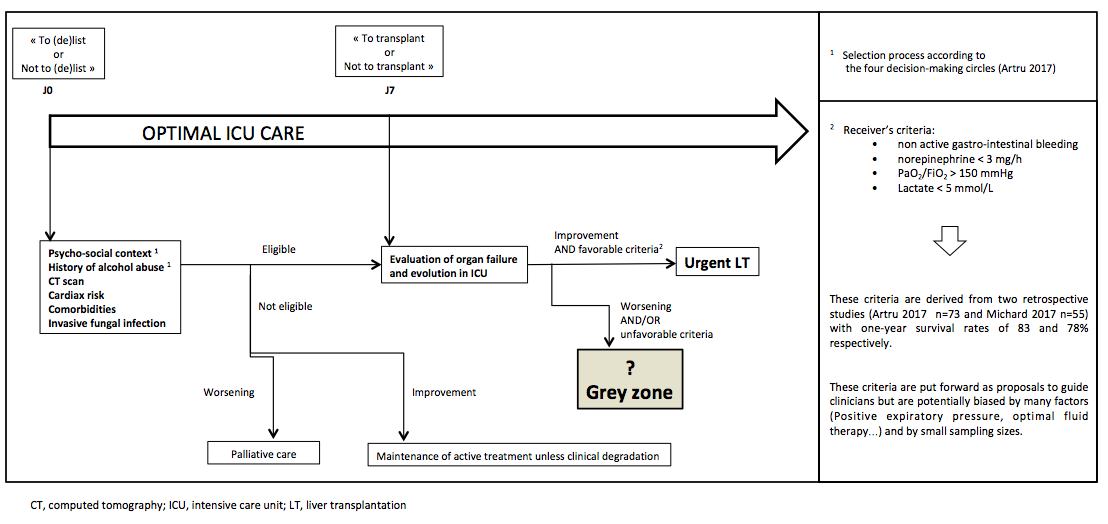 « To (de)list
or
Not to (de)list »
J0
« To transplant
or
Not to transplant »
J7
OPTIMAL ICU CARE
Psycho-social context ¹
History of alcohol abuse ¹
CT scan
Cardiax risk
Comorbidities
Invasive fungal infection
Eligible
Not eligible
Worsening
Improvement
Palliative care
Maintenance of active treatment unless clinical degradation
Evaluation of organ failure
and evolution in ICU
Improvement
AND favorable criteria²
Urgent LT
Worsening
AND/OR
unfavorable criteria
?
Grey zone
¹ Selection process according to
the four decision-making circles (Artru 2017)
² Receiver's criteria:
• non active gastro-intestinal bleeding
• norepinephrine < 3 mg/h
• PaO₂/FiO₂ > 150 mmHg
• Lactate < 5 mmol/L
These criteria are derived from two retrospective
studies (Artru 2017 n=73 and Michard 2017 n=55)
with one-year survival rates of 83 and 78%
respectively.
These criteria are put forward as proposals to guide
clinicians but are potentially biased by many factors
(Positive expiratory pressure, optimal fluid
therapy...) and by small sampling sizes.
CT, computed tomography; ICU, intensive care unit; LT, liver transplantation